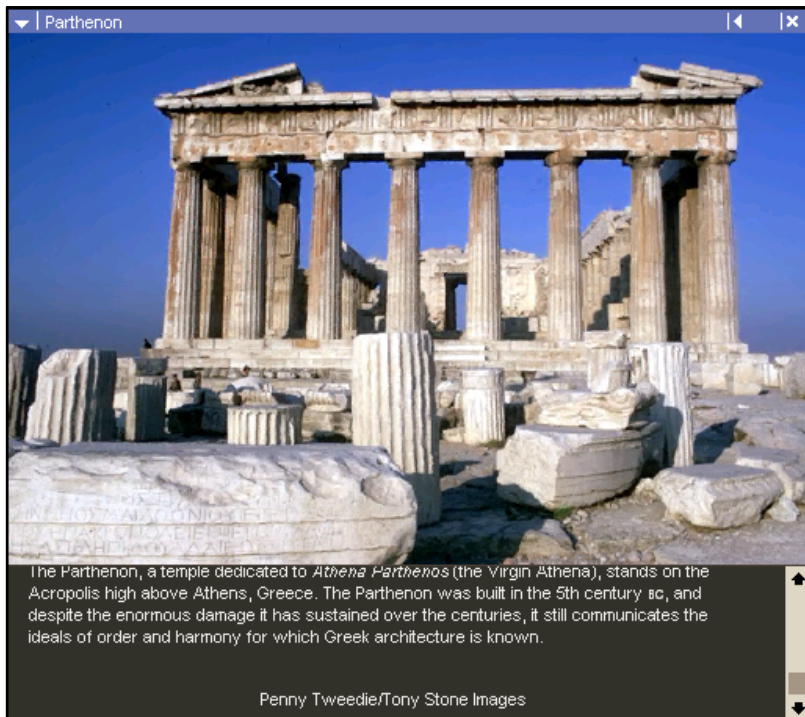 Parthenon
The Parthenon, a temple dedicated to Athena Parthenos (the Virgin Athena), stands on the
Acropolis high above Athens, Greece. The Parthenon was built in the 5th century BC, and
despite the enormous damage it has sustained over the centuries, it still communicates the
ideals of order and harmony for which Greek architecture is known.
Penny Tweedie/Tony Stone Images